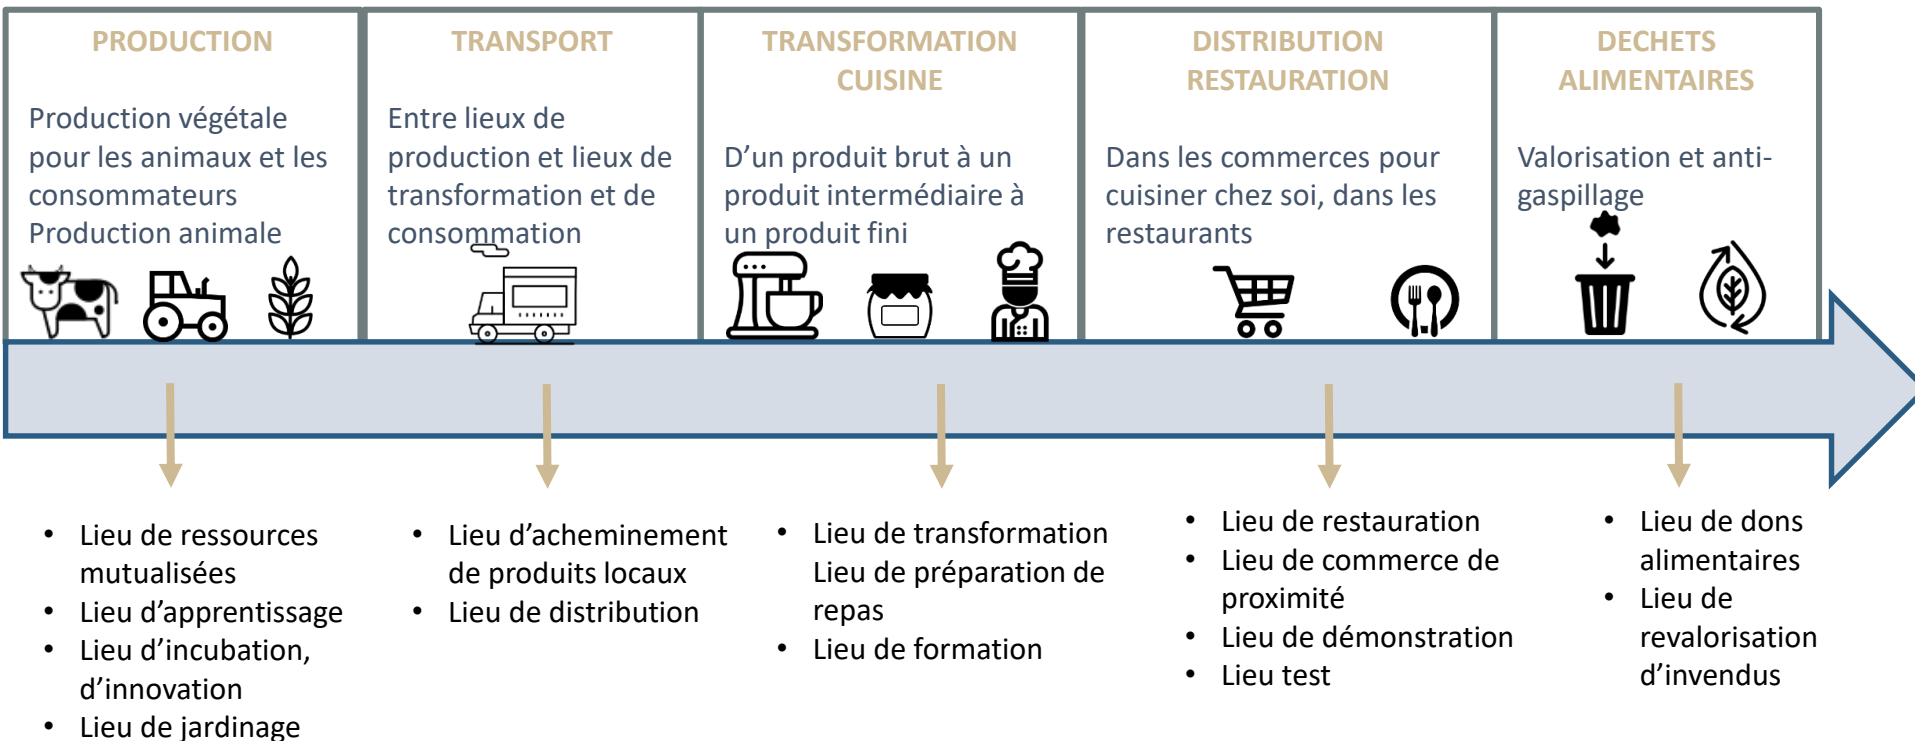 PRODUCTION
Production végétale
pour les animaux et les
consommateurs
Production animale
TRANSPORT
Entre lieux de
production et lieux de
transformation et de
consommation
TRANSFORMATION
CUISINE
D’un produit brut à un
produit intermédiaire à
un produit fini
DISTRIBUTION
RESTAURATION
Dans les commerces pour
cuisiner chez soi, dans les
restaurants
DECHETS
ALIMENTAIRES
Valorisation et anti-
gaspillage
• Lieu de ressources
mutualisées
• Lieu d’apprentissage
• Lieu d’incubation,
d’innovation
• Lieu de jardinage
• Lieu d’acheminement
de produits locaux
• Lieu de distribution
• Lieu de transformation
Lieu de préparation de
repas
• Lieu de formation
• Lieu de restauration
• Lieu de commerce de
proximité
• Lieu de démonstration
• Lieu test
• Lieu de dons
alimentaires
• Lieu de
revalorisation
d’invendus